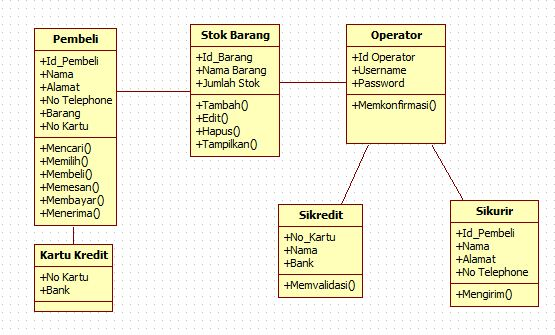 Pembeli
+Id_Pembeli
+Nama
+Alamat
+No Telephone
+Barang
+No Kartu
+Mencari()
+Memilih()
+Membeli()
+Memesan()
+Membayar()
+Menerima()
Stok Barang
+Id_Barang
+Nama Barang
+Jumlah Stok
+Tambah()
+Edit()
+Hapus()
+Tampilkan()
Operator
+Id Operator
+Username
+Password
+Memkonfirmasi()
Kartu Kredit
+No Kartu
+Bank
Sikredit
+No_Kartu
+Nama
+Bank
+Memvalidasi()
Sikurir
+Id_Pembeli
+Nama
+Alamat
+No Telephone
+Mengirim()